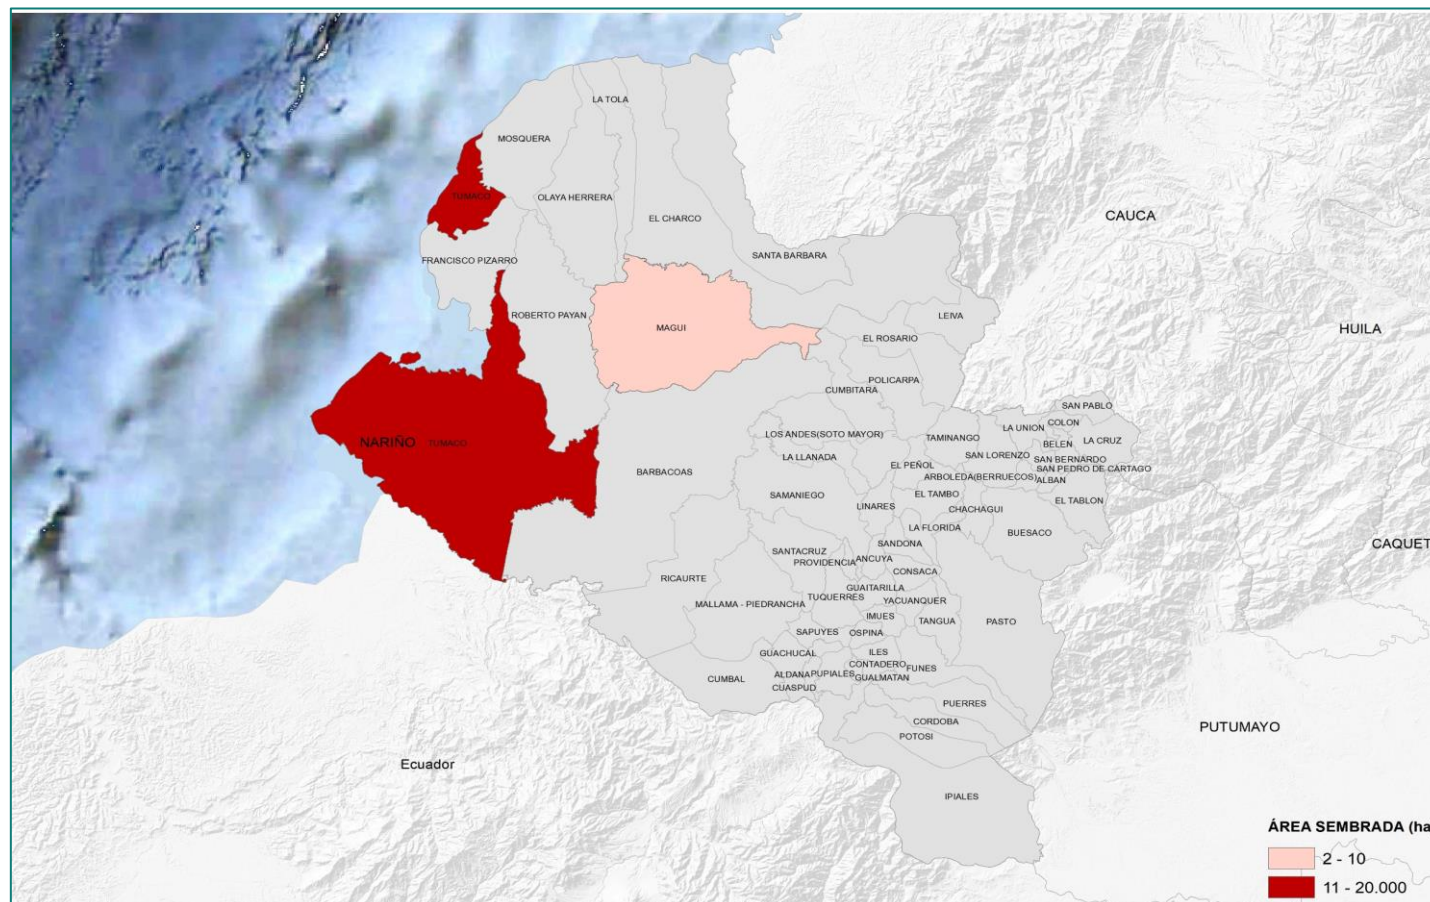 LA TOLA
MOSQUERA
TUMACO
OLAYA HERRERA
EL CHARCO
CAUCA
SANTA BARBARA
FRANCISCO PIZARRO
ROBERTO PAYAN
MAGUI
LEIVA
HUILA
EL ROSARIO
POLICARPA
CUMBITARA
SAN PABLO
COLON
LA UNION
NARIÑO
TUMACO
LOS ANDES(SOTO MAYOR)
TAMINANGO
BELEN
LA CRUZ
LA LLANADA
SAN LORENZO
SAN BERNARDO
BARBACOAS
EL PEÑOL
SAN PEDRO DE CARTAGO
ARBOLEDA(BERRUECOS)
ALBAN
SAMANIEGO
EL TAMBO
EL TABLON
LINARES
CHACHAGUI
LA FLORIDA
BUESACO
SANDONA
CAQUET
SANTACRUZ
PROVIDENCIA
ANCUYA
CONSACA
RICAURTE
GUAITARILLA
MALLAMA - PIEDRANCHA
TUQUERRES
YACUANQUER
IMUES
TANGUA
PASTO
SAPUYES
OSPINA
GUACHUCAL
ILES
CONTADERO
FUNES
CUMBAL
ALDANA
PUPIALES
GUALMATAN
CUASPUD
PUERRES
CORDOBA
PUTUMAYO
POTOSI
Ecuador
IPIALES
ÁREA SEMBRADA (ha
2 - 10
11 - 20.000